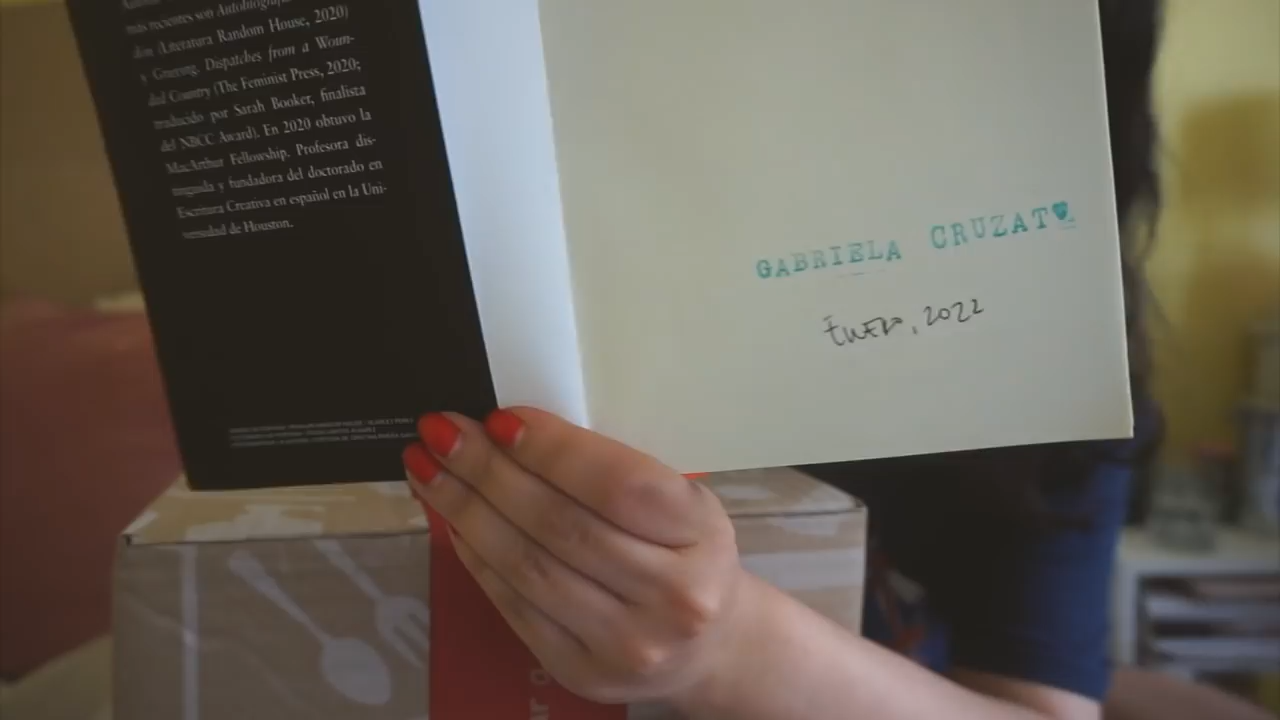 más recientes son Autobiografía
dón (Literatura Random House, 2020)
y Grieving. Dispatches from a Woun-
ded Country (The Feminist Press, 2020;
traducido por Sarah Booker, finalista
del NBCC Award). En 2020 obtuvo la
MacArthur Fellowship. Profesora dis-
tinguida y fundadora del doctorado en
Escritura Creativa en español en la Uni-
versidad de Houston.
GABRIELA CRUZAT
Enero, 2022